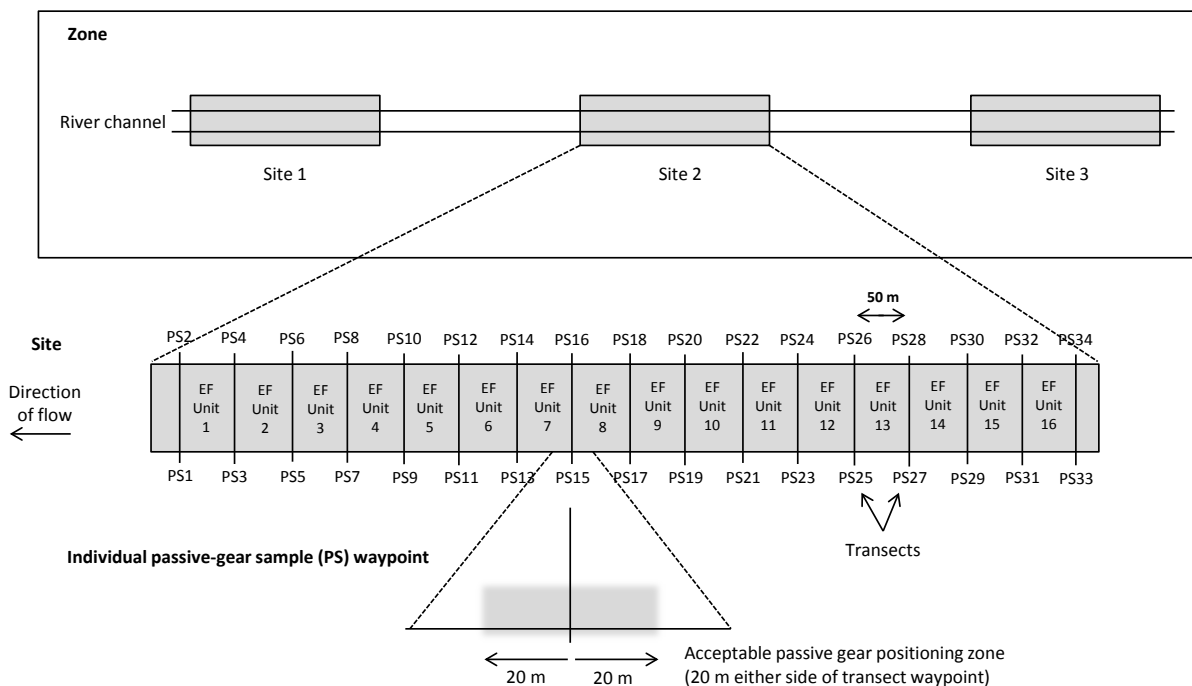 Zone
River channel
Site 1
Site 2
Site 3
50 m
Site
PS2 PS4 PS6 PS8 PS10 PS12 PS14 PS16 PS18 PS20 PS22 PS24 PS26 PS28 PS30 PS32 PS34
Direction
of flow
EF EF EF EF EF EF EF EF EF EF EF EF EF EF EF EF
Unit Unit Unit Unit Unit Unit Unit Unit Unit Unit Unit Unit Unit Unit Unit Unit
1 2 3 4 5 6 7 8 9 10 11 12 13 14 15 16
PS1 PS3 PS5 PS7 PS9 PS11 PS13 PS15 PS17 PS19 PS21 PS23 PS25 PS27 PS29 PS31 PS33
Transects
Individual passive-gear sample (PS) waypoint
20 m 20 m
Acceptable passive gear positioning zone
(20 m either side of transect waypoint)